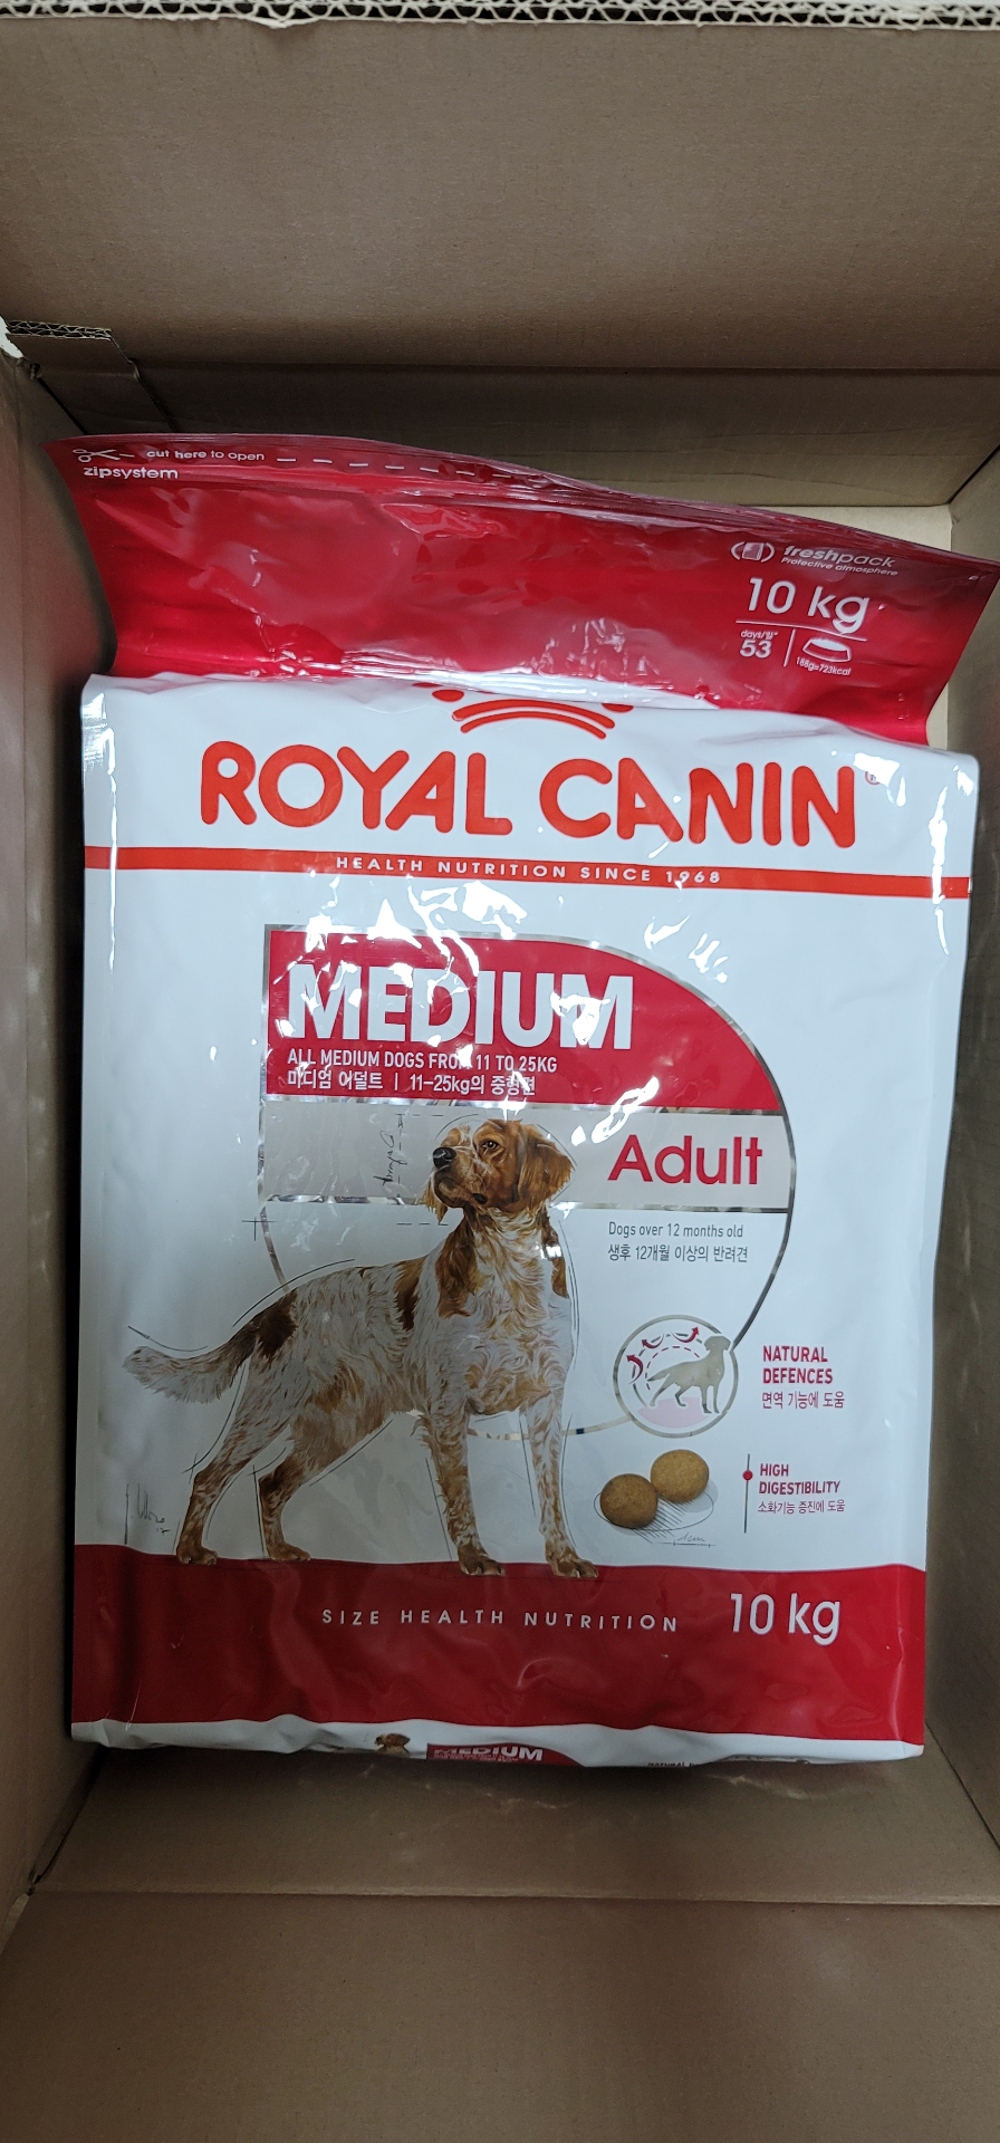 cut here to open
zipsystem
freshpack
Protective atmosphere
10 kg
days/일*
53
188g=723kcal
ROYAL CANIN
HEALTH NUTRITION SINCE 1968
MEDIUM
ALL MEDIUM DOGS FROM 11 TO 25KG
미디엄 어덜트 | 11-25kg의 중형견
Adult
Dogs over 12 months old
생후 12개월 이상의 반려견
NATURAL
DEFENCES
면역 기능에 도움
HIGH
DIGESTIBILITY
소화기능 증진에 도움
SIZE HEALTH NUTRITION
10 kg
MEDIUM